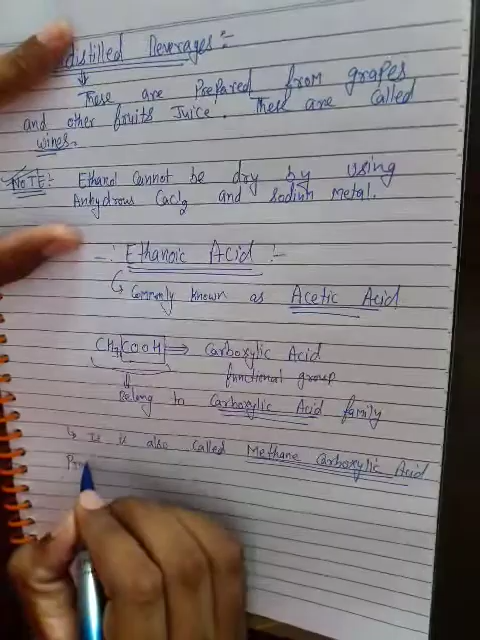 distilled Beverages:-
These are Prepared from grapes
and other fruits Juice. These are Called
wines.
NOTE: Ethanol Cannot be dry by using
Anhydrous CaCl2 and Sodium Metal.
-: Ethanoic Acid :-
Commonly known as Acetic Acid
CH3COOH ⇒ Carboxylic Acid
functional group
Belong to Carboxylic Acid family
↳ It is also Called Methane Carboxylic Acid